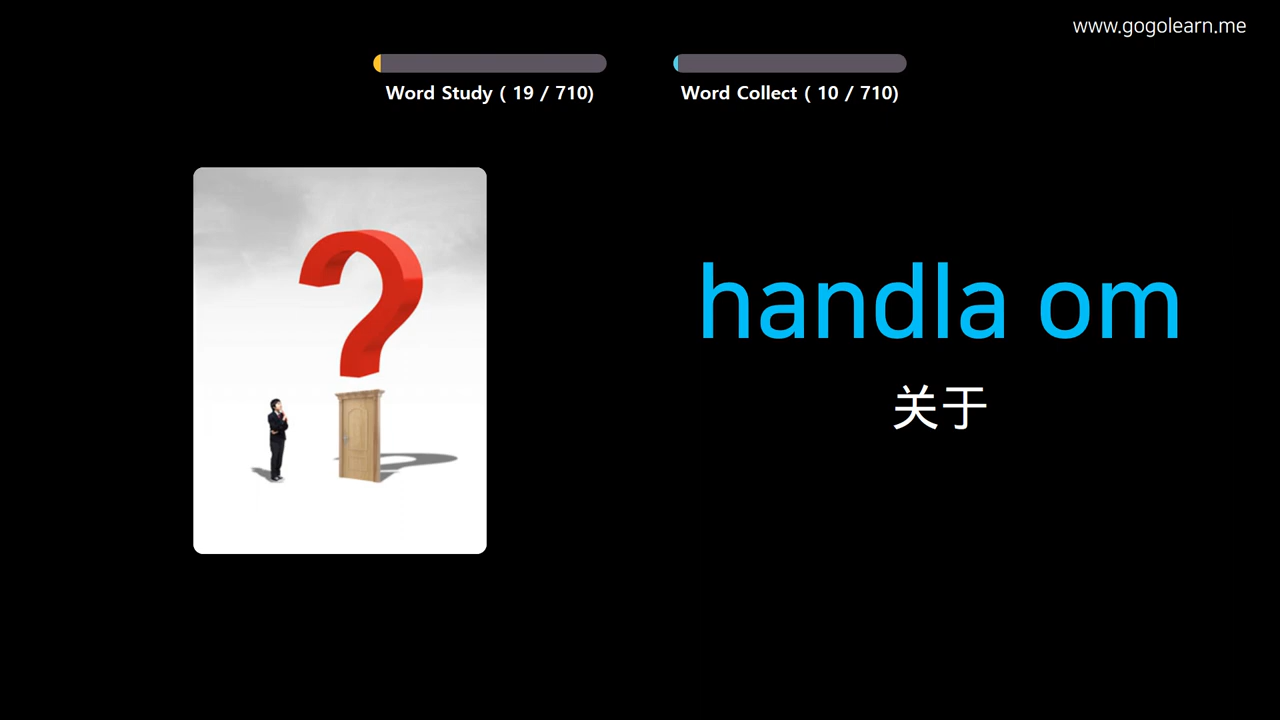 www.gogolearn.me
Word Study ( 19 / 710)
Word Collect ( 10 / 710)
handla om
关于